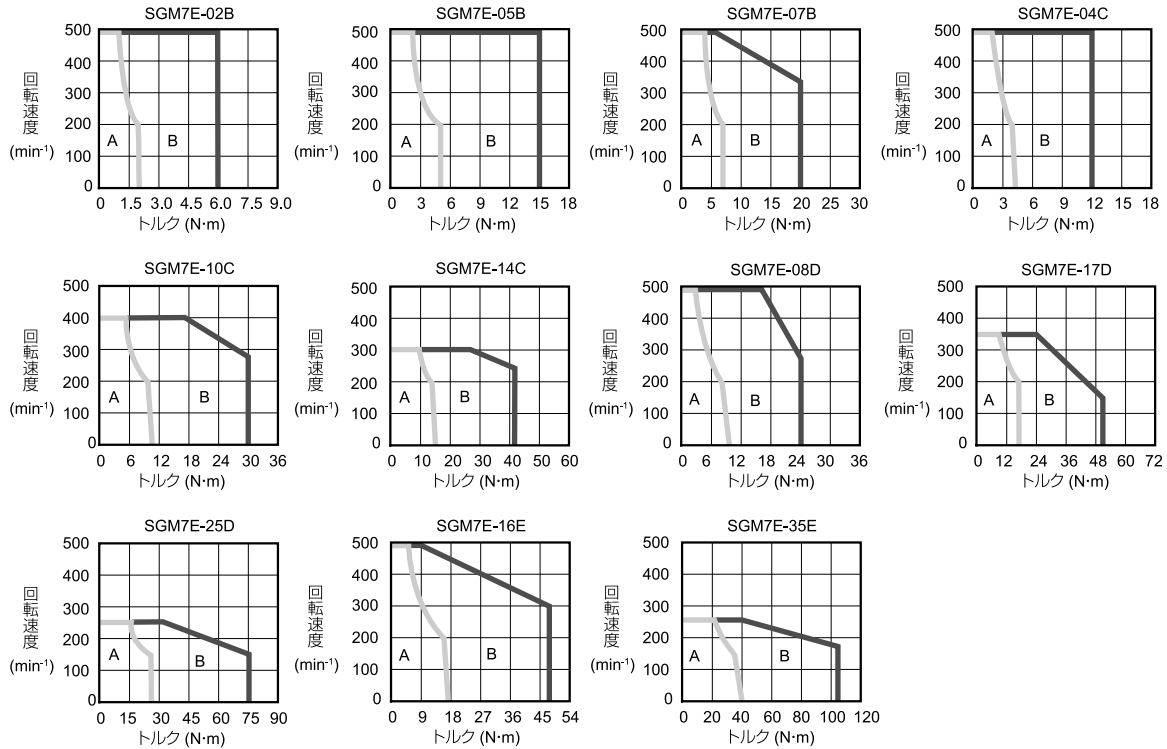 SGM7E-02B
500
400
300
200
100
0
回転速度
(min-1)
A
B
0 1.5 3.0 6.0 7.5 9.0
トルク (N·m)
SGM7E-05B
500
400
300
200
100
0
回転速度
(min-1)
A
B
0 3 6 9 12 15 18
トルク (N·m)
SGM7E-07B
500
400
300
200
100
0
回転速度
(min-1)
A
B
0 5 10 15 20 25 30
トルク (N·m)
SGM7E-04C
500
400
300
200
100
0
回転速度
(min-1)
A
B
0 3 6 9 12 15 18
トルク (N·m)
SGM7E-10C
500
400
300
200
100
0
回転速度
(min-1)
A
B
0 6 12 18 24 30 36
トルク (N·m)
SGM7E-14C
500
400
300
200
100
0
回転速度
(min-1)
A
B
0 10 20 30 40 50 60
トルク (N·m)
SGM7E-08D
500
400
300
200
100
0
回転速度
(min-1)
A
B
0 6 12 18 24 30 36
トルク (N·m)
SGM7E-17D
500
400
300
200
100
0
回転速度
(min-1)
A
B
0 12 24 36 48 60 72
トルク (N·m)
SGM7E-25D
500
400
300
200
100
0
回転速度
(min-1)
A
B
0 15 30 45 60 75 90
トルク (N·m)
SGM7E-16E
500
400
300
200
100
0
回転速度
(min-1)
A
B
0 9 18 27 36 45 54
トルク (N·m)
SGM7E-35E
500
400
300
200
100
0
回転速度
(min-1)
A
B
0 20 40 60 80 100 120
トルク (N·m)